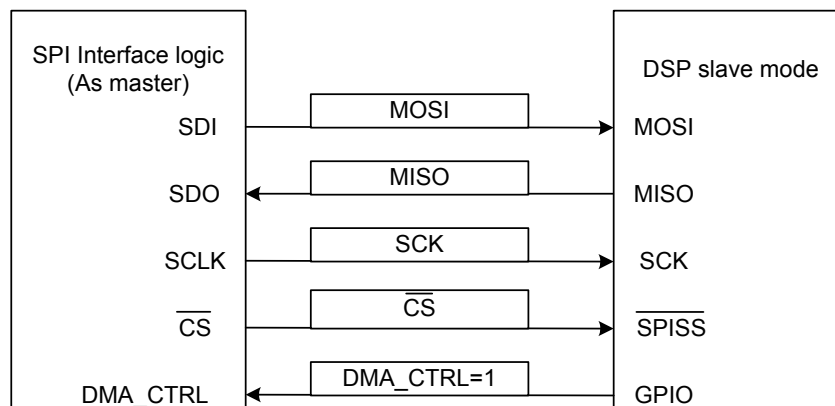 SPI Interface logic
(As master)
DSP slave mode
SDI
MOSI
MOSI
SDO
MISO
MISO
SCLK
SCK
SCK
CS
CS
SPISS
DMA_CTRL
DMA_CTRL=1
GPIO